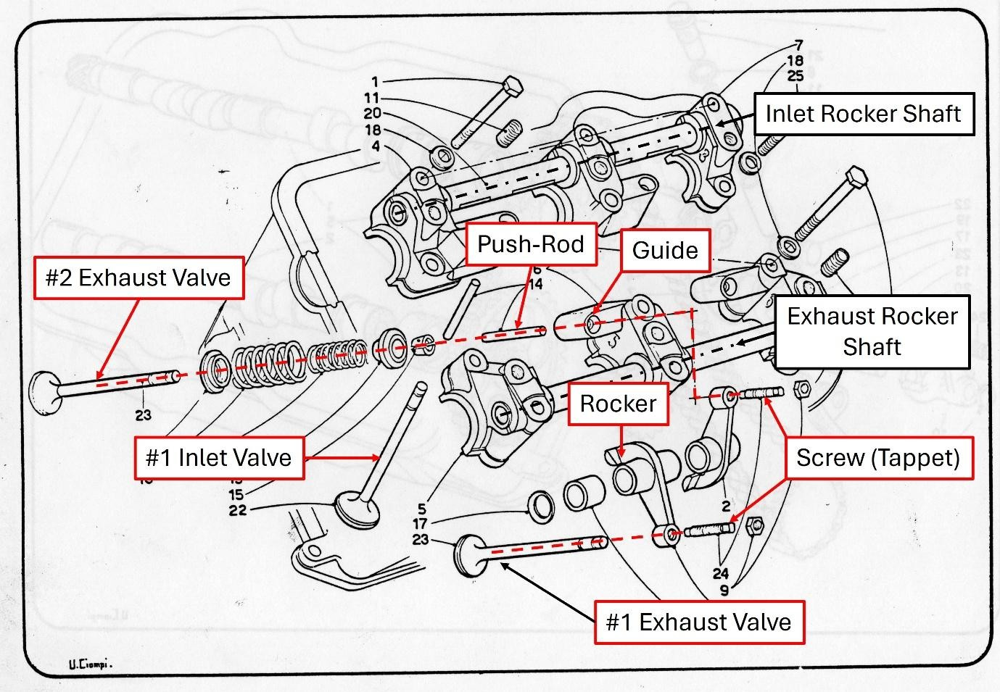 1
11
20
18
4
7
18
25
Inlet Rocker Shaft
Push-Rod
Guide
6
14
#2 Exhaust Valve
Exhaust Rocker
Shaft
23
Rocker
#1 Inlet Valve
Screw (Tappet)
15
22
5
17
23
2
24
9
#1 Exhaust Valve
U.Ciompi.